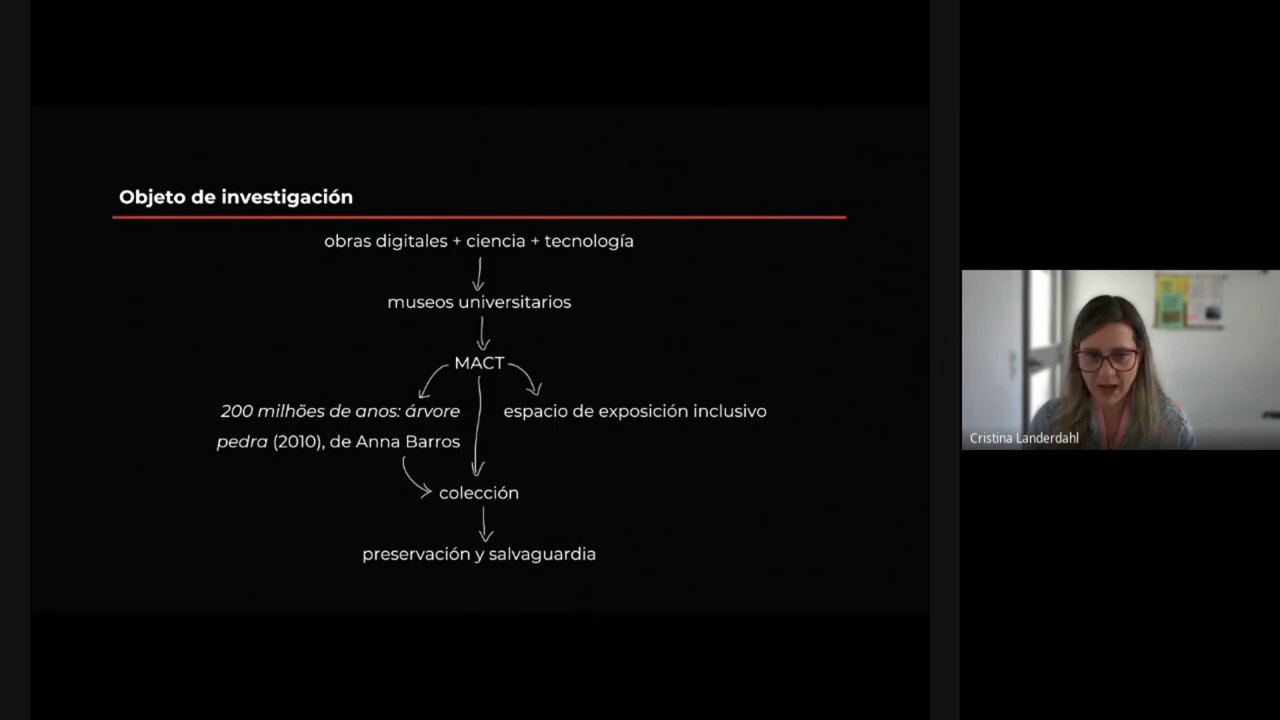 Objeto de investigación
obras digitales + ciencia + tecnología
museos universitarios
MACT
200 milhões de anos: árvore
pedra (2010), de Anna Barros
espacio de exposición inclusivo
colección
preservación y salvaguardia
Cristina Landerdahl